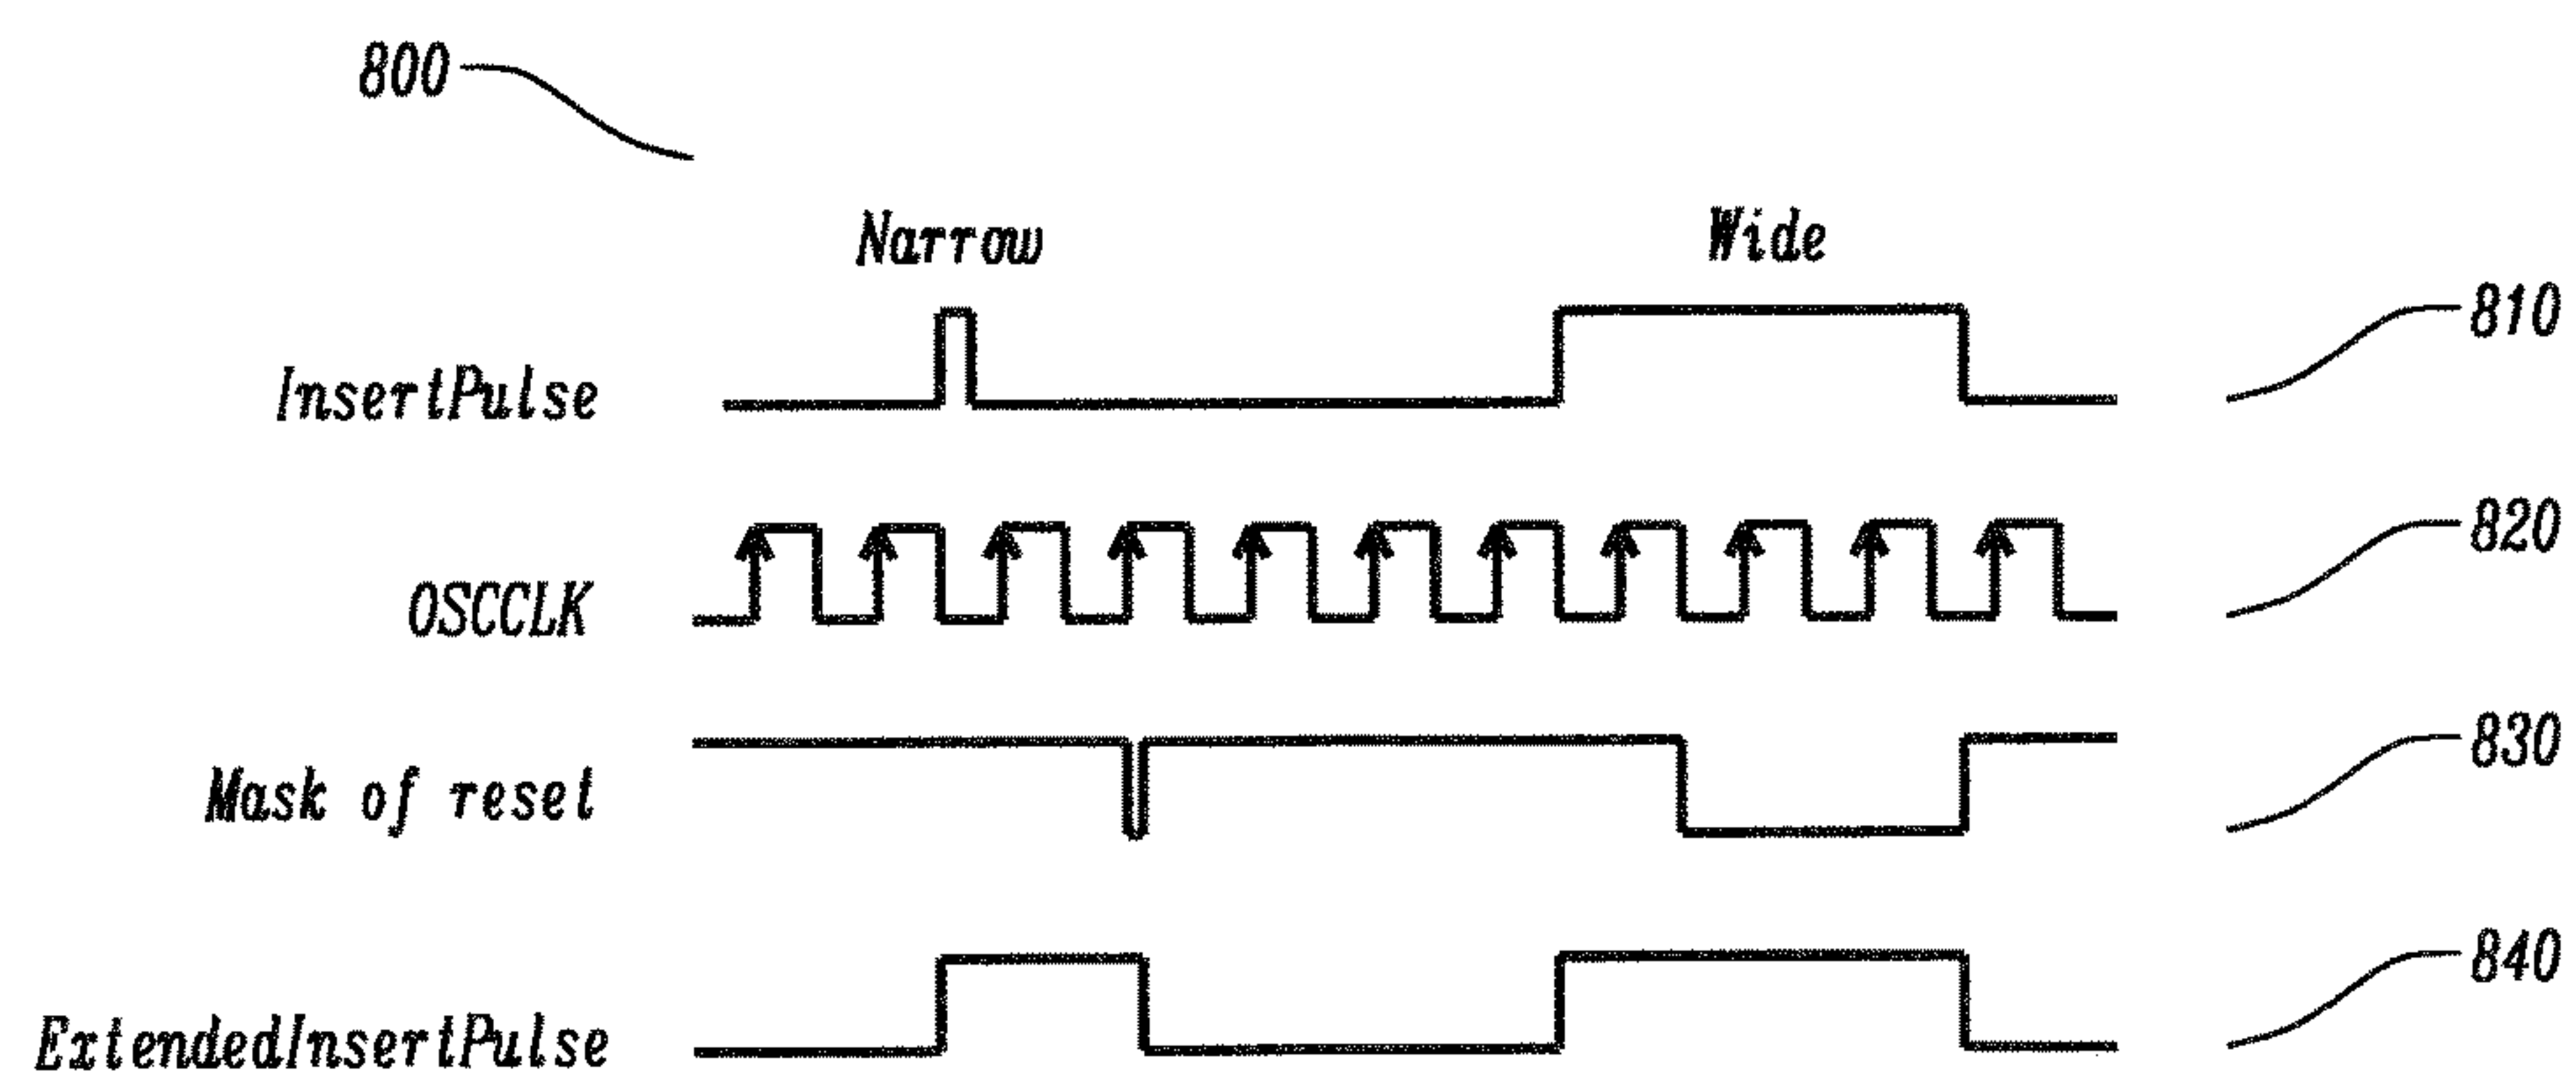 800
Narrow Wide
InsertPulse 810
OSCCLK 820
Mask of reset 830
ExtendedInsertPulse 840